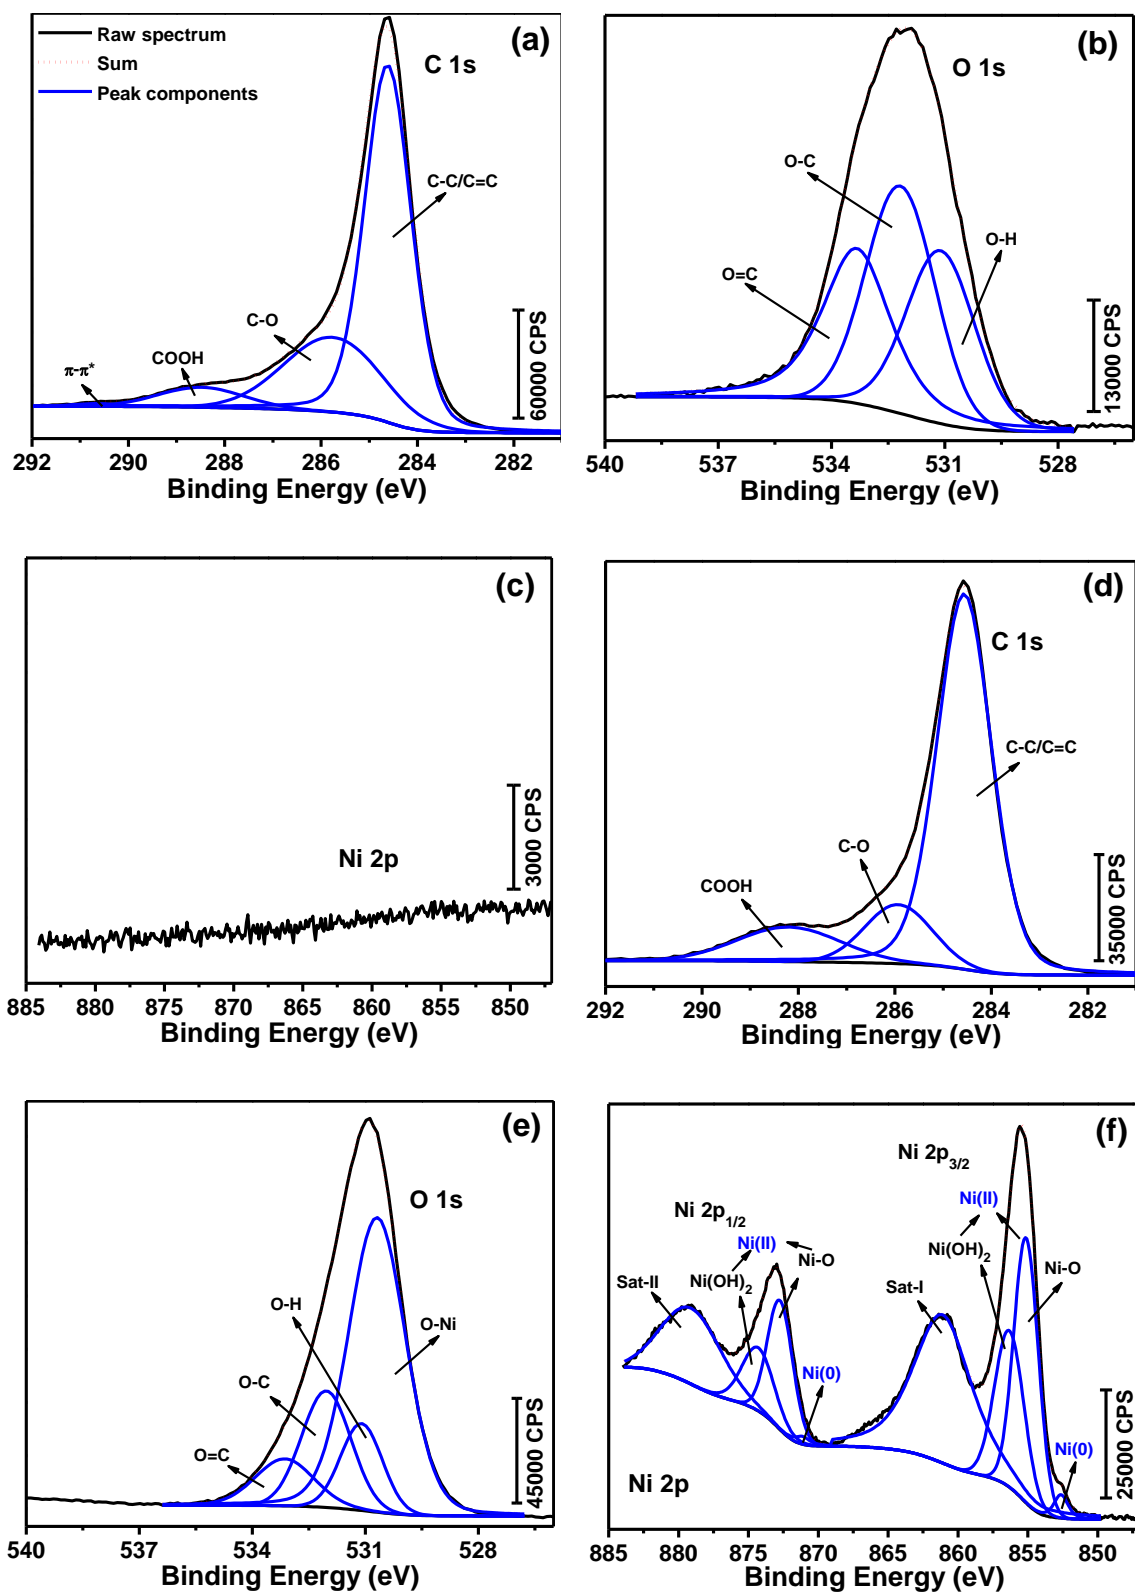 (a)
Raw spectrum
Sum
Peak components
C 1s
C-C/C=C
C-O
COOH
π-π*
60000 CPS
292 290 288 286 284 282
Binding Energy (eV)
(b)
O 1s
O-C
O-H
O=C
13000 CPS
540 537 534 531 528
Binding Energy (eV)
(c)
Ni 2p
3000 CPS
885 880 875 870 865 860 855 850
Binding Energy (eV)
(d)
C 1s
C-C/C=C
C-O
COOH
35000 CPS
292 290 288 286 284 282
Binding Energy (eV)
(e)
O 1s
O-H
O-Ni
O-C
O=C
45000 CPS
540 537 534 531 528
Binding Energy (eV)
(f)
Ni 2p3/2
Ni(II)
Ni 2p1/2
Ni(II)
Ni(OH)2
Ni-O
Ni-O
Sat-II
Ni(OH)2
Sat-I
Ni(0)
Ni(0)
Ni 2p
25000 CPS
885 880 875 870 865 860 855 850
Binding Energy (eV)